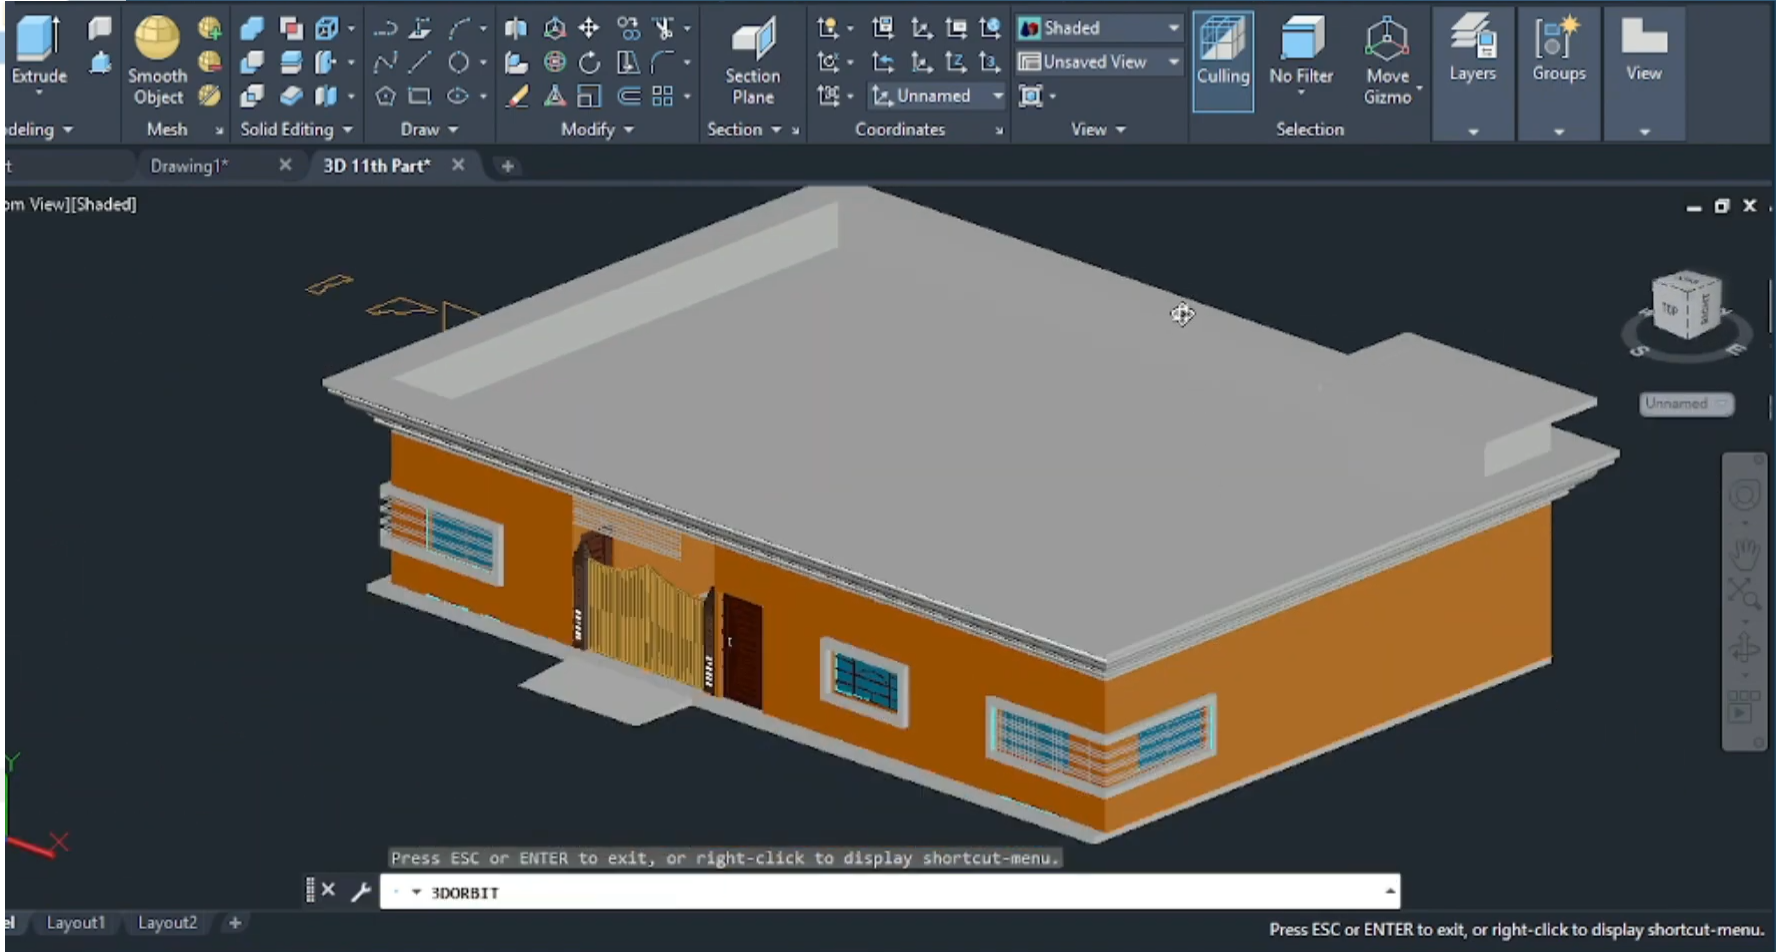 Extrude
Smooth
Object
Section
Plane
Shaded
Unsaved View
Unnamed
Culling
No Filter
Move
Gizmo
Layers
Groups
View
deling
Mesh
Solid Editing
Draw
Modify
Section
Coordinates
View
Selection
Drawing1*
3D 11th Part*
om View][Shaded]
TOP
RIGHT
S
E
Unnamed
Y
X
Press ESC or ENTER to exit, or right-click to display shortcut-menu.
3DORBIT
el
Layout1
Layout2
Press ESC or ENTER to exit, or right-click to display shortcut-menu.